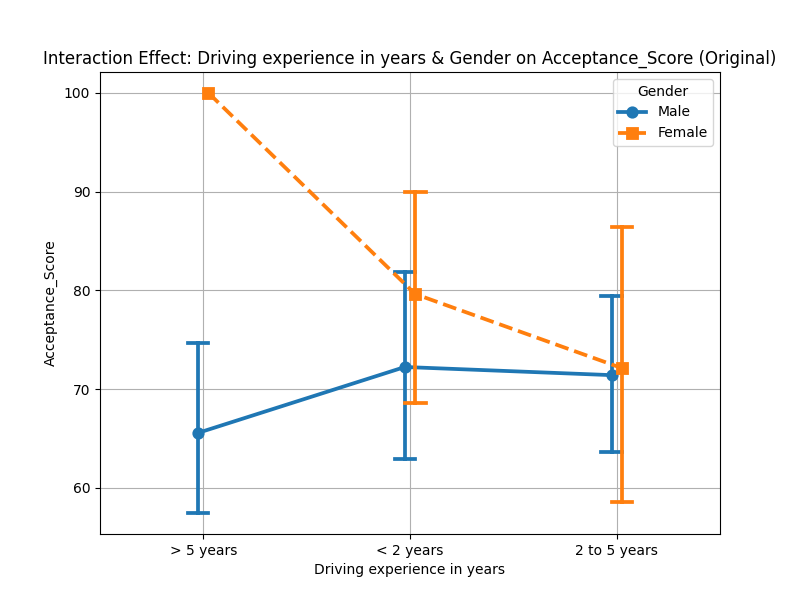 Interaction Effect: Driving experience in years & Gender on Acceptance_Score (Original)
Gender
Male
Female
Acceptance_Score
100
90
80
70
60
> 5 years
< 2 years
2 to 5 years
Driving experience in years